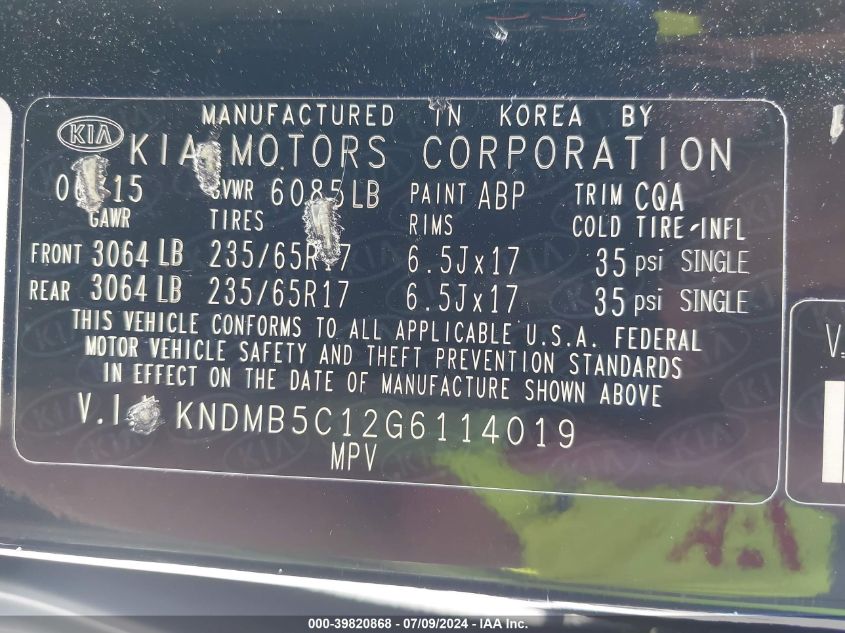 MANUFACTURED IN KOREA BY
KIA KIA MOTORS CORPORATION
15 GVWR 6085LB PAINT ABP TRIM CQA
GAWR TIRES RIMS COLD TIRE-INFL
FRONT 3064 LB 235/65R17 6.5Jx17 35 psi SINGLE
REAR 3064 LB 235/65R17 6.5Jx17 35 psi SINGLE
THIS VEHICLE CONFORMS TO ALL APPLICABLE U.S.A. FEDERAL
MOTOR VEHICLE SAFETY AND THEFT PREVENTION STANDARDS
IN EFFECT ON THE DATE OF MANUFACTURE SHOWN ABOVE
V.I KNDMB5C12G6114019
MPV
V.
000-39820868 - 07/09/2024 - IAA Inc.